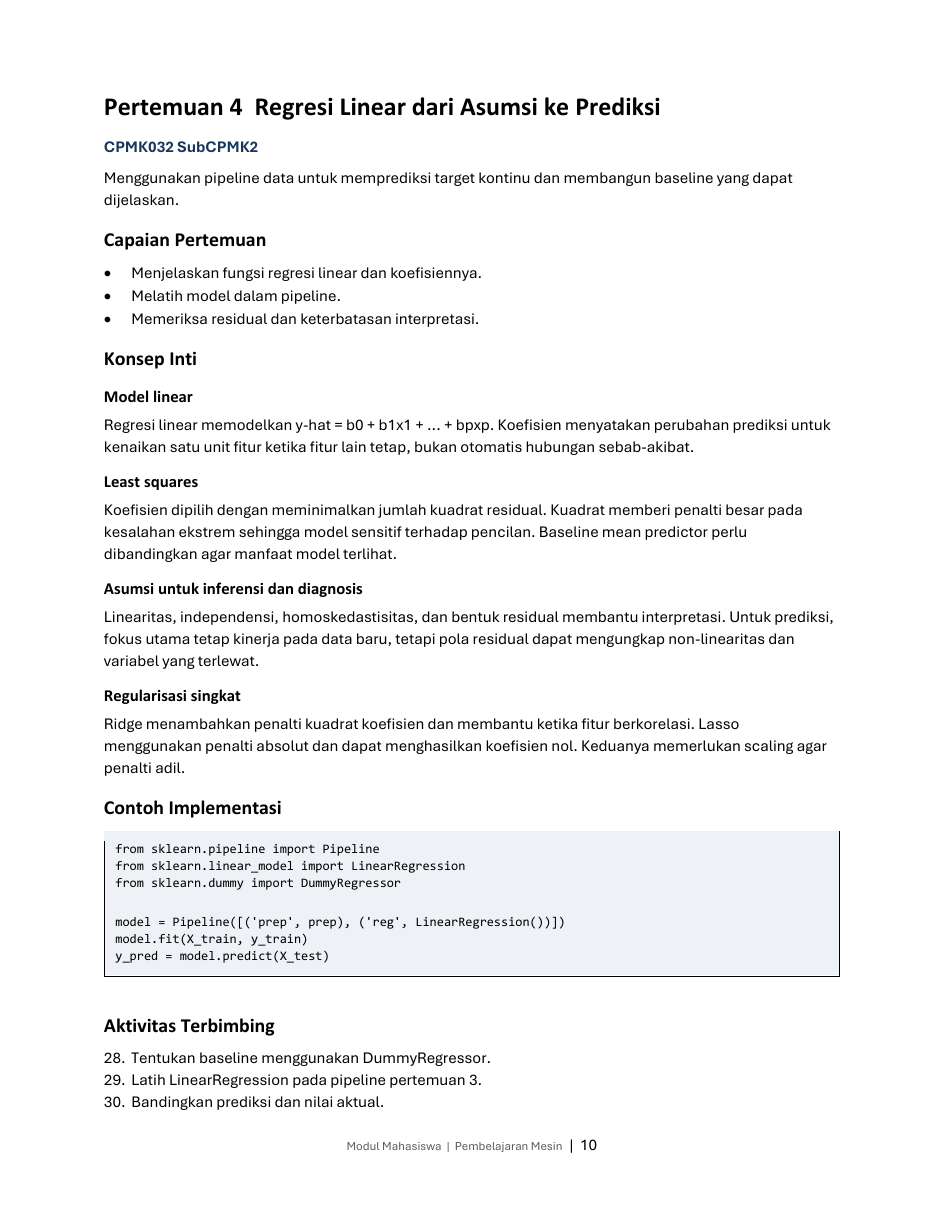 Pertemuan 4  Regresi Linear dari Asumsi ke Prediksi
CPMK032 SubCPMK2
Menggunakan pipeline data untuk memprediksi target kontinu dan membangun baseline yang dapat
dijelaskan.
Capaian Pertemuan
• Menjelaskan fungsi regresi linear dan koefisiennya.
• Melatih model dalam pipeline.
• Memeriksa residual dan keterbatasan interpretasi.
Konsep Inti
Model linear
Regresi linear memodelkan y-hat = b0 + b1x1 + ... + bpxp. Koefisien menyatakan perubahan prediksi untuk
kenaikan satu unit fitur ketika fitur lain tetap, bukan otomatis hubungan sebab-akibat.
Least squares
Koefisien dipilih dengan meminimalkan jumlah kuadrat residual. Kuadrat memberi penalti besar pada
kesalahan ekstrem sehingga model sensitif terhadap pencilan. Baseline mean predictor perlu
dibandingkan agar manfaat model terlihat.
Asumsi untuk inferensi dan diagnosis
Linearitas, independensi, homoskedastisitas, dan bentuk residual membantu interpretasi. Untuk prediksi,
fokus utama tetap kinerja pada data baru, tetapi pola residual dapat mengungkap non-linearitas dan
variabel yang terlewat.
Regularisasi singkat
Ridge menambahkan penalti kuadrat koefisien dan membantu ketika fitur berkorelasi. Lasso
menggunakan penalti absolut dan dapat menghasilkan koefisien nol. Keduanya memerlukan scaling agar
penalti adil.
Contoh Implementasi
from sklearn.pipeline import Pipeline
from sklearn.linear_model import LinearRegression
from sklearn.dummy import DummyRegressor
model = Pipeline([('prep', prep), ('reg', LinearRegression())])
model.fit(X_train, y_train)
y_pred = model.predict(X_test)
Aktivitas Terbimbing
28. Tentukan baseline menggunakan DummyRegressor.
29. Latih LinearRegression pada pipeline pertemuan 3.
30. Bandingkan prediksi dan nilai aktual.
Modul Mahasiswa | Pembelajaran Mesin | 10